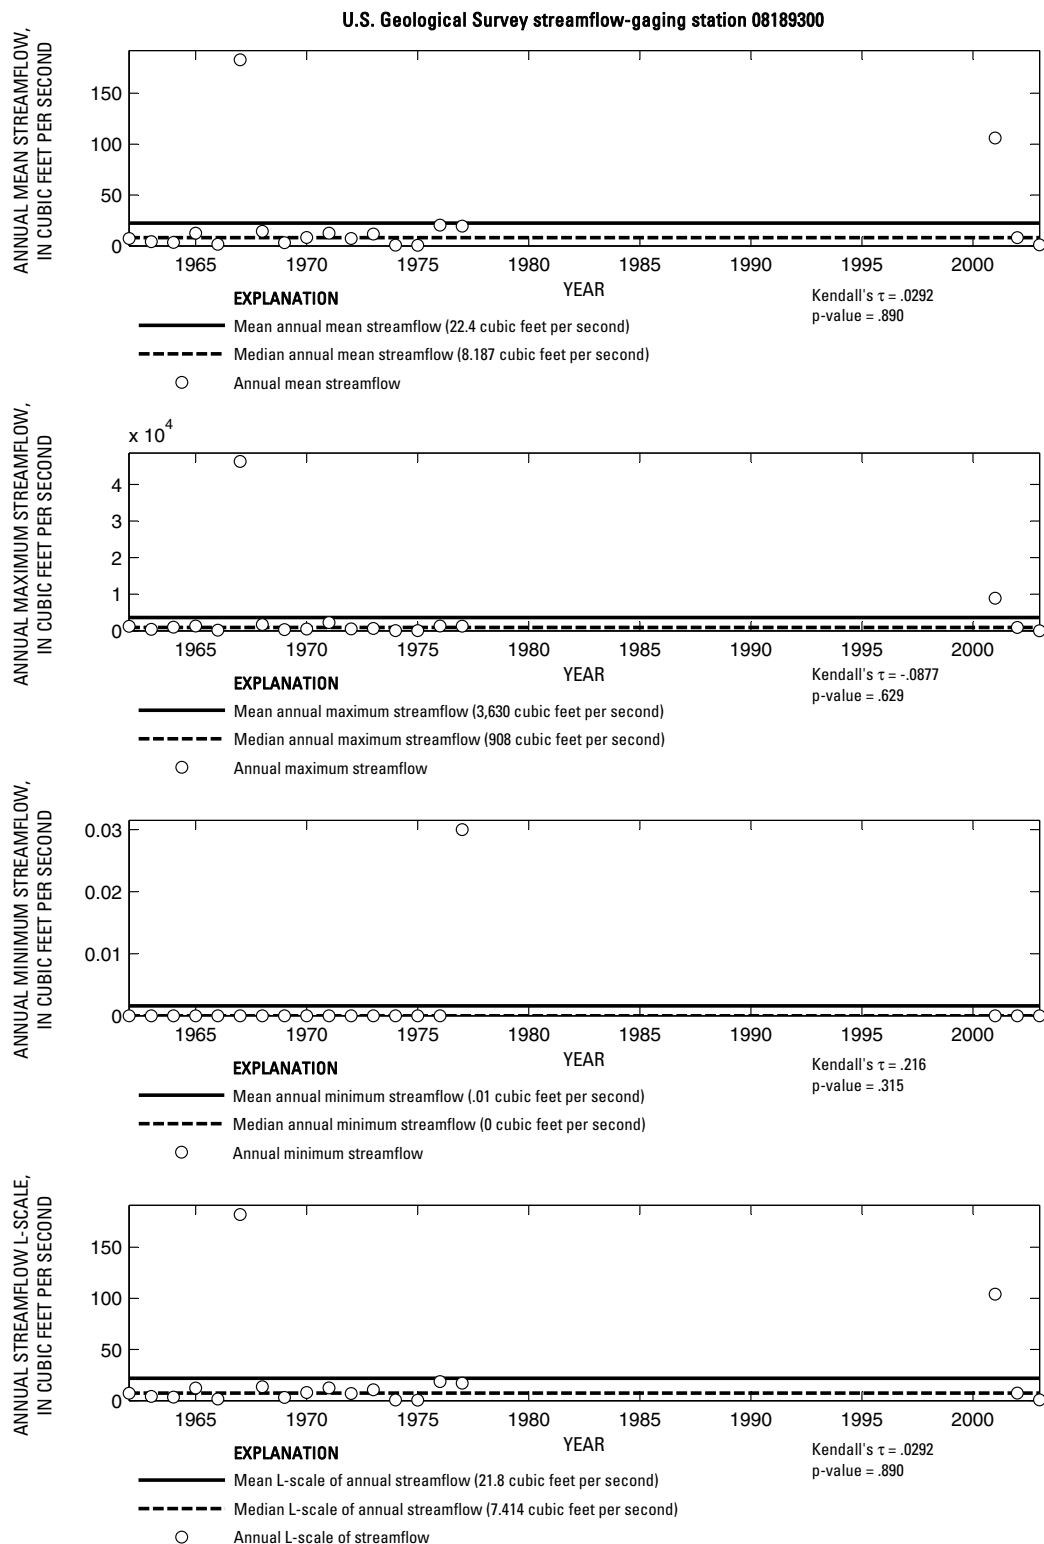 U.S. Geological Survey streamflow-gaging station 08189300
ANNUAL MEAN STREAMFLOW,
IN CUBIC FEET PER SECOND
150
100
50
0
1965 1970 1975 1980 1985 1990 1995 2000
YEAR
Kendall's τ = .0292
p-value = .890
EXPLANATION
Mean annual mean streamflow (22.4 cubic feet per second)
Median annual mean streamflow (8.187 cubic feet per second)
Annual mean streamflow
ANNUAL MAXIMUM STREAMFLOW,
IN CUBIC FEET PER SECOND
x 10^4
4
3
2
1
0
1965 1970 1975 1980 1985 1990 1995 2000
YEAR
Kendall's τ = -.0877
p-value = .629
EXPLANATION
Mean annual maximum streamflow (3,630 cubic feet per second)
Median annual maximum streamflow (908 cubic feet per second)
Annual maximum streamflow
ANNUAL MINIMUM STREAMFLOW,
IN CUBIC FEET PER SECOND
0.03
0.02
0.01
0
1965 1970 1975 1980 1985 1990 1995 2000
YEAR
Kendall's τ = .216
p-value = .315
EXPLANATION
Mean annual minimum streamflow (.01 cubic feet per second)
Median annual minimum streamflow (0 cubic feet per second)
Annual minimum streamflow
ANNUAL STREAMFLOW L-SCALE,
IN CUBIC FEET PER SECOND
150
100
50
0
1965 1970 1975 1980 1985 1990 1995 2000
YEAR
Kendall's τ = .0292
p-value = .890
EXPLANATION
Mean L-scale of annual streamflow (21.8 cubic feet per second)
Median L-scale of annual streamflow (7.414 cubic feet per second)
Annual L-scale of streamflow